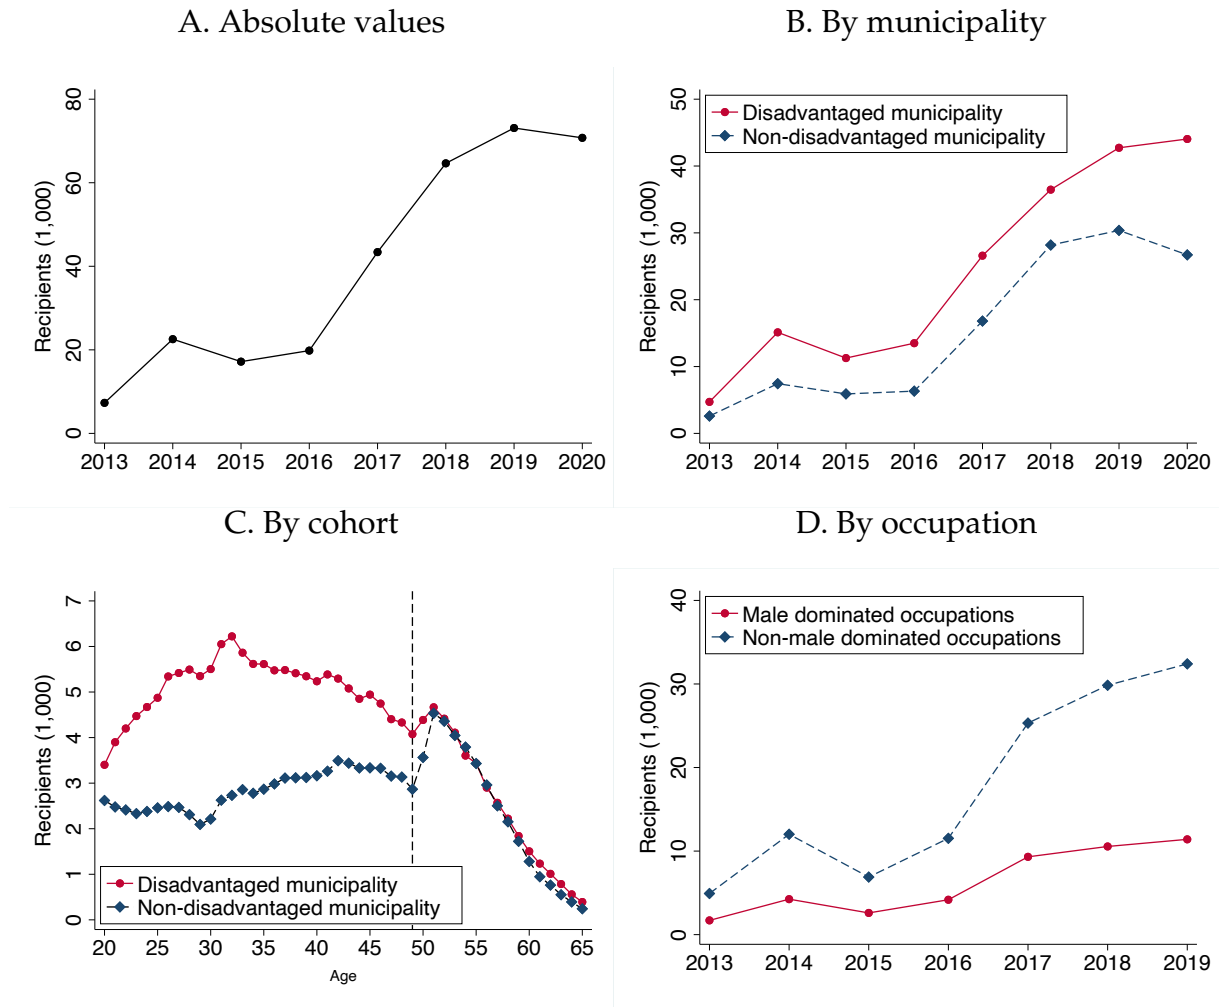 A. Absolute values
Recipients (1,000)
80
60
40
20
0
2013 2014 2015 2016 2017 2018 2019 2020
B. By municipality
Recipients (1,000)
50
40
30
20
10
0
Disadvantaged municipality
Non-disadvantaged municipality
2013 2014 2015 2016 2017 2018 2019 2020
C. By cohort
Recipients (1,000)
7
6
5
4
3
2
1
0
Disadvantaged municipality
Non-disadvantaged municipality
20 25 30 35 40 45 50 55 60 65
Age
D. By occupation
Recipients (1,000)
40
30
20
10
0
Male dominated occupations
Non-male dominated occupations
2013 2014 2015 2016 2017 2018 2019